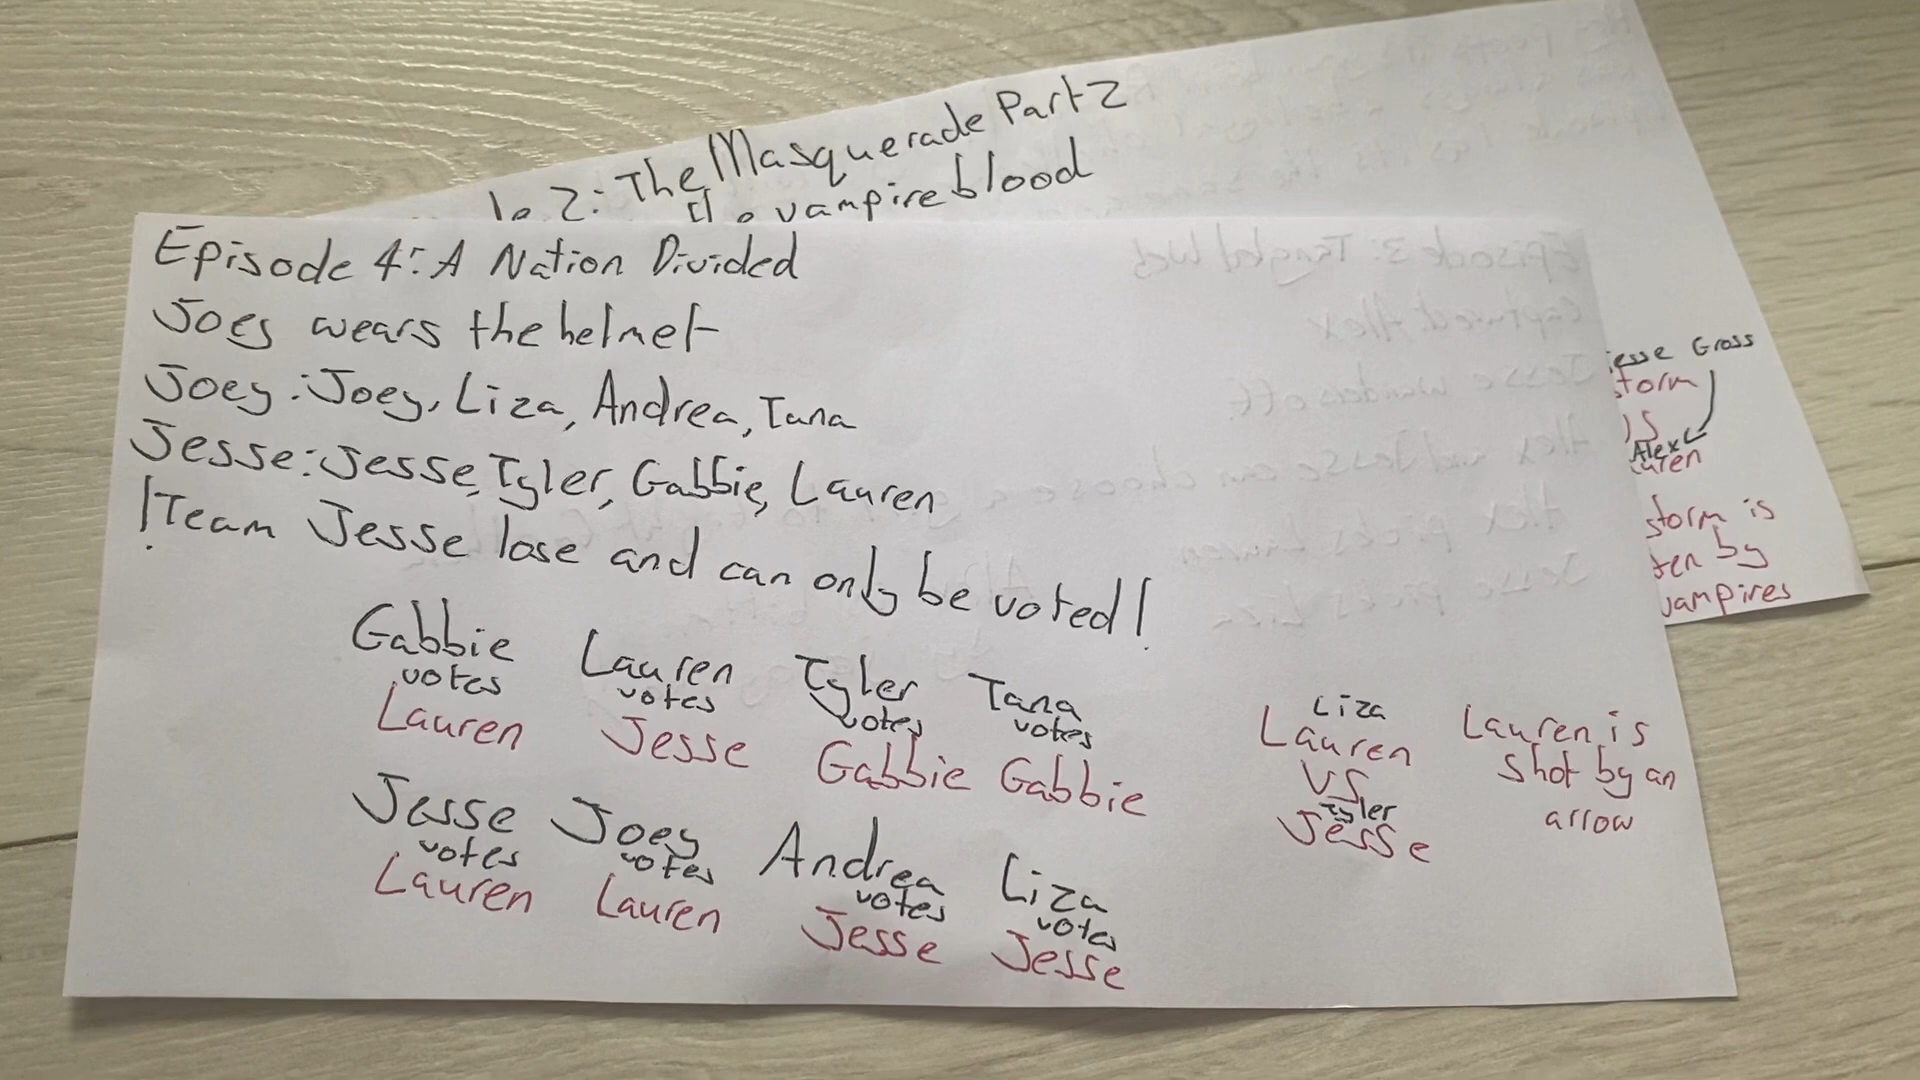 2: The Masquerade Part 2
vampire blood
Episode 4: A Nation Divided
Joey wears the helmet
Joey: Joey, Liza, Andrea, Tana
Jesse: Jesse, Tyler, Gabbie, Lauren
!Team Jesse lose and can only be voted!
Gabbie Lauren Tyler Tana
votes votes votes votes
Lauren Jesse Gabbie Gabbie
Jesse Joey Andrea Liza
votes votes votes votes
Lauren Lauren Jesse Jesse
Liza
Lauren
VS
Tyler
Jesse
Lauren is
shot by an
arrow
esse Gross
torm
VS
Alex
auren
storm is
ten by
vampires